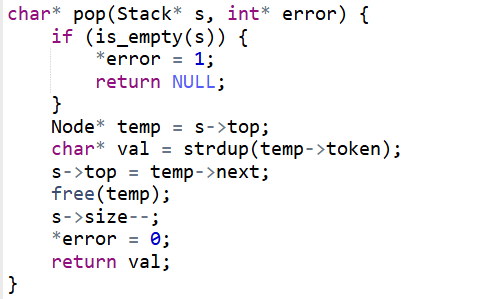 char* pop(Stack* s, int* error) {
    if (is_empty(s)) {
        *error = 1;
        return NULL;
    }
    Node* temp = s->top;
    char* val = strdup(temp->token);
    s->top = temp->next;
    free(temp);
    s->size--;
    *error = 0;
    return val;
}